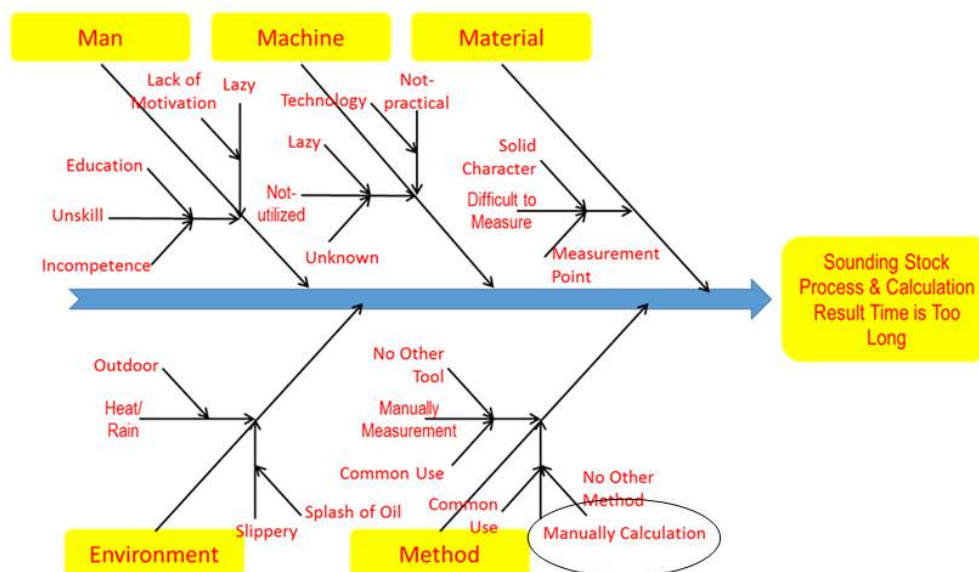 Man
Machine
Material
Lack of
Motivation
Lazy
Technology
Not-
practical
Education
Lazy
Solid
Character
Unskill
Not-
utilized
Difficult to
Measure
Incompetence
Unknown
Measurement
Point
Sounding Stock
Process & Calculation
Result Time is Too
Long
Outdoor
No Other
Tool
Heat/
Rain
Manually
Measurement
Common Use
No Other
Method
Splash of Oil
Common
Use
Slippery
Manually Calculation
Environment
Method